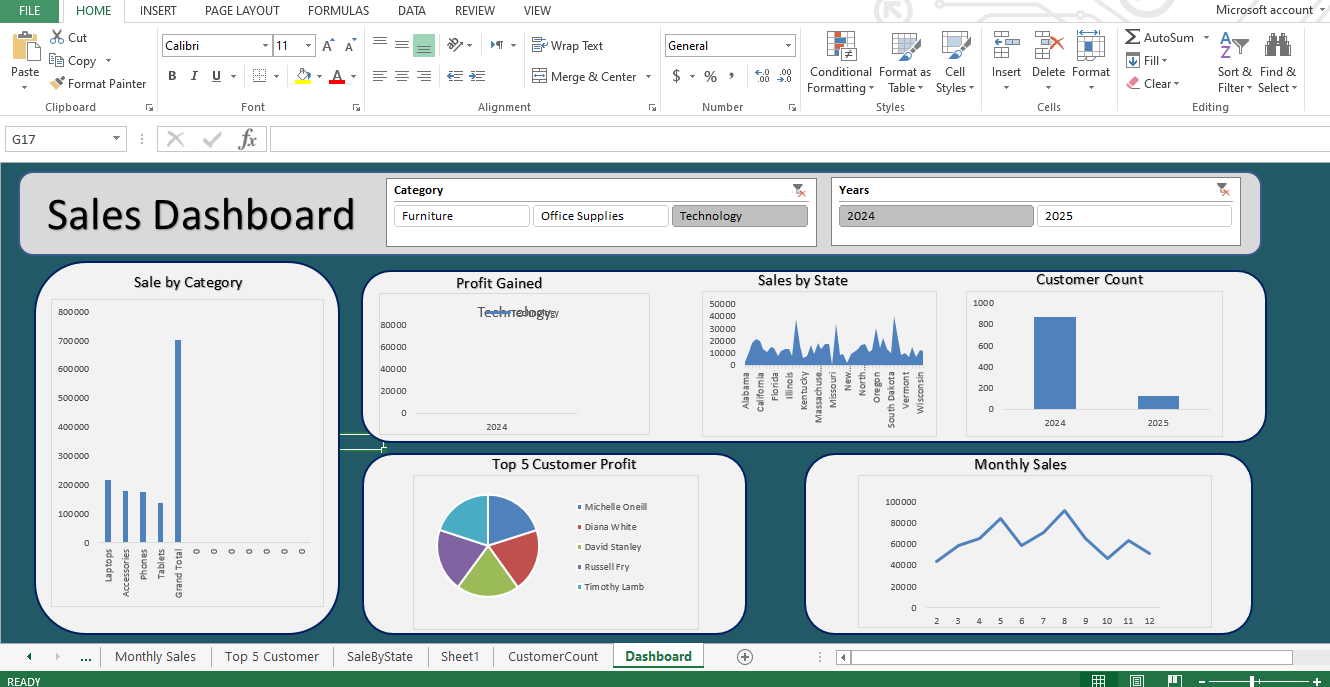 FILE HOME INSERT PAGE LAYOUT FORMULAS DATA REVIEW VIEW Microsoft account
Paste
Cut
Copy
Format Painter
Clipboard
Calibri 11
B I U
Font
Wrap Text
Merge & Center
Alignment
General
$ % ,
Number
Conditional Formatting
Format as Table
Cell Styles
Styles
Insert Delete Format
Cells
AutoSum
Fill
Clear
Sort & Filter
Find & Select
Editing
G17
fx
Sales Dashboard
Category
Furniture Office Supplies Technology
Years
2024 2025
Sale by Category
800000
700000
600000
500000
400000
300000
200000
100000
0
Laptops Accessories Phones Tablets Grand Total 0 0 0 0 0 0 0
Profit Gained
Technology
80000
60000
40000
20000
0
2024
Sales by State
50000
40000
30000
20000
10000
0
Alabama California Florida Illinois Kentucky Massachuse... Missouri New... North... Oregon South Dakota Vermont Wisconsin
Customer Count
1000
800
600
400
200
0
2024 2025
Top 5 Customer Profit
Michelle Oneill
Diana White
David Stanley
Russell Fry
Timothy Lamb
Monthly Sales
100000
80000
60000
40000
20000
0
2 3 4 5 6 7 8 9 10 11 12
... Monthly Sales Top 5 Customer SaleByState Sheet1 CustomerCount Dashboard
READY